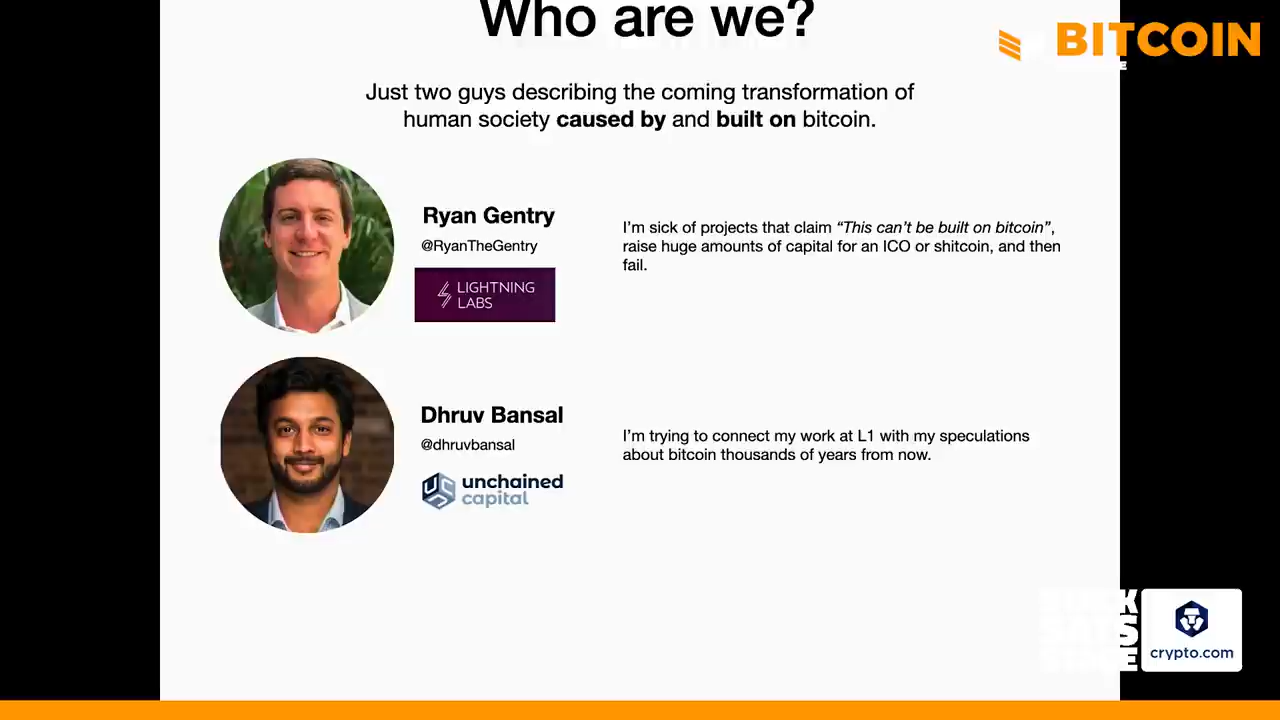 Who are we?
BITCOIN
Just two guys describing the coming transformation of
human society caused by and built on bitcoin.
Ryan Gentry
@RyanTheGentry
LIGHTNING
LABS
I'm sick of projects that claim “This can't be built on bitcoin”,
raise huge amounts of capital for an ICO or shitcoin, and then
fail.
Dhruv Bansal
@dhruvbansal
unchained
capital
I'm trying to connect my work at L1 with my speculations
about bitcoin thousands of years from now.
crypto.com